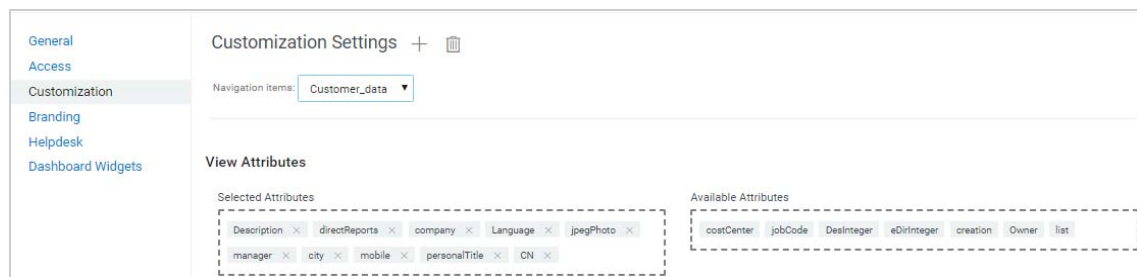 General
Access
Customization
Branding
Helpdesk
Dashboard Widgets
Customization Settings
Navigation items: Customer_data
View Attributes
Selected Attributes
Description directReports company Language jpegPhoto
manager city mobile personalTitle CN
Available Attributes
costCenter jobCode DesInteger eDirInteger creation Owner list